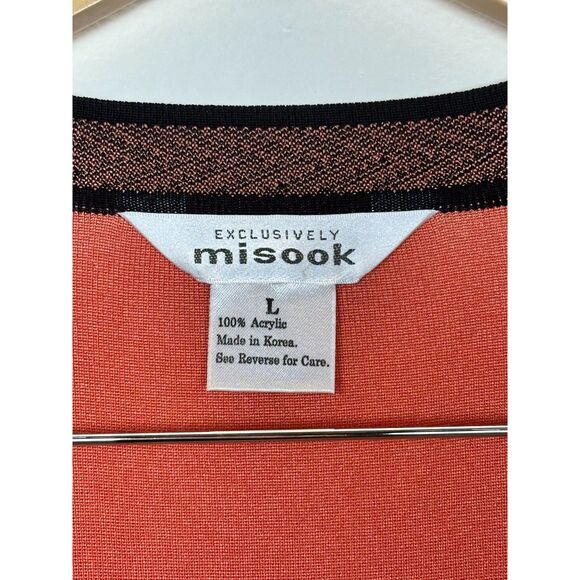 EXCLUSIVELY
misook
L
100% Acrylic
Made in Korea.
See Reverse for Care.